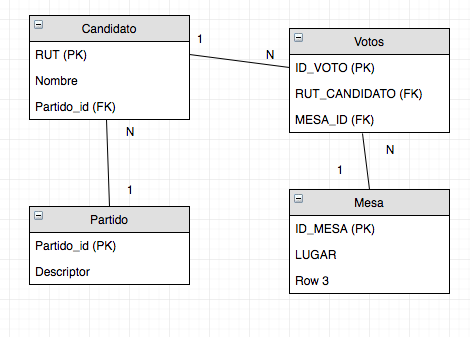 Candidato
RUT (PK)
Nombre
Partido_id (FK)
1
N
Votos
ID_VOTO (PK)
RUT_CANDIDATO (FK)
MESA_ID (FK)
N
1
Partido
Partido_id (PK)
Descriptor
N
1
Mesa
ID_MESA (PK)
LUGAR
Row 3